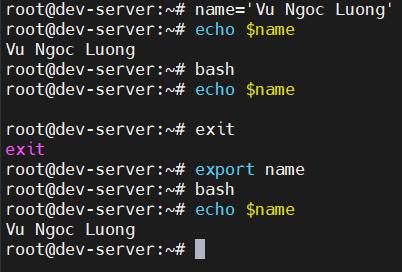 root@dev-server:~# name='Vu Ngoc Luong'
root@dev-server:~# echo $name
Vu Ngoc Luong
root@dev-server:~# bash
root@dev-server:~# echo $name

root@dev-server:~# exit
exit
root@dev-server:~# export name
root@dev-server:~# bash
root@dev-server:~# echo $name
Vu Ngoc Luong
root@dev-server:~#